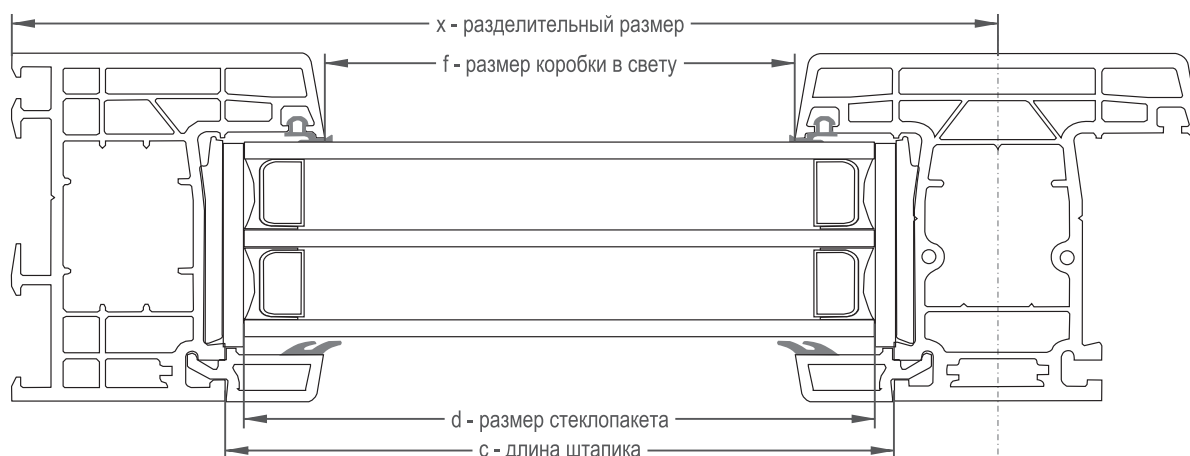 x - разделительный размер
f - размер коробки в свету
d - размер стеклопакета
c - длина штапика